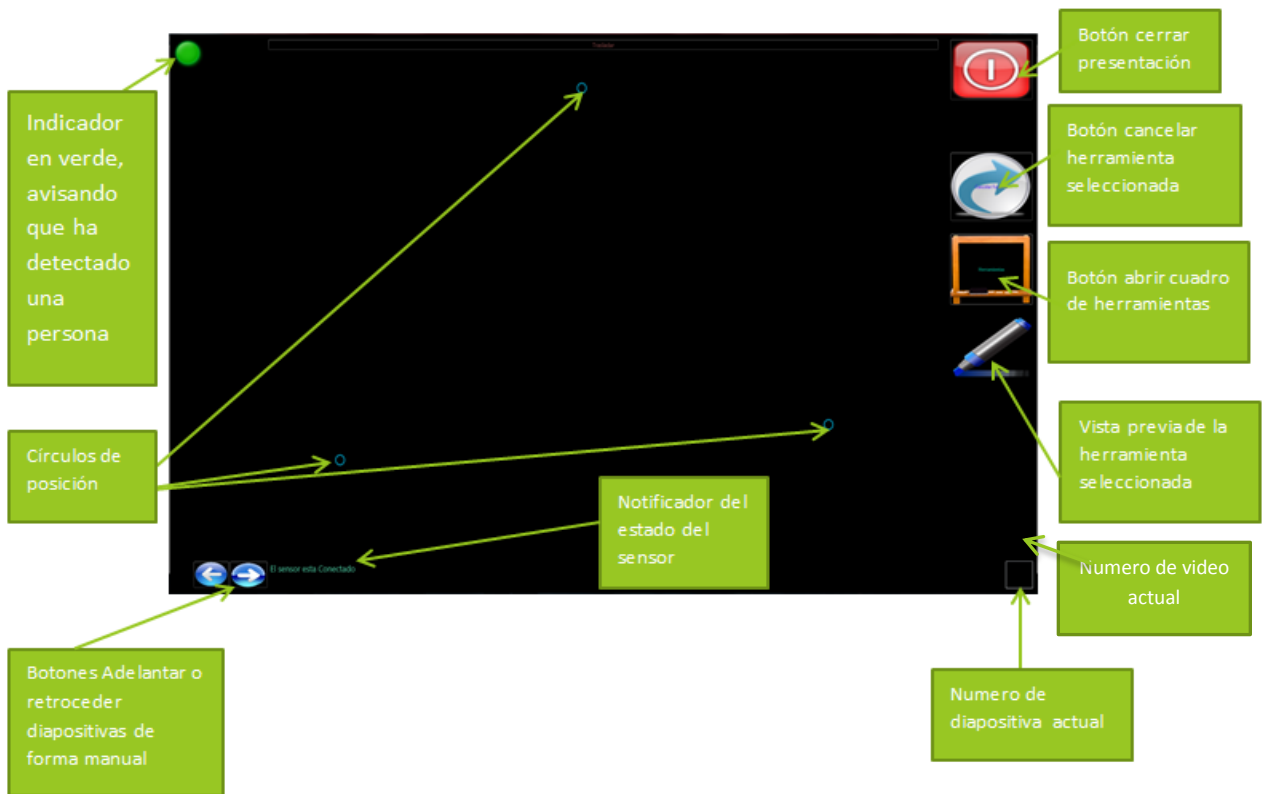 Botón cerrar
presentación
Trasladar
Indicador
en verde,
avisando
que ha
detectado
una
persona
Botón cancelar
herramienta
seleccionada
Botón abrir cuadro
de herramientas
Herramientas
Vista previa de la
herramienta
seleccionada
Círculos de
posición
Notificador del
estado del
sensor
El sensor esta Conectado
Numero de video
actual
Botones Adelantar o
retroceder
diapositivas de
forma manual
Numero de
diapositiva actual